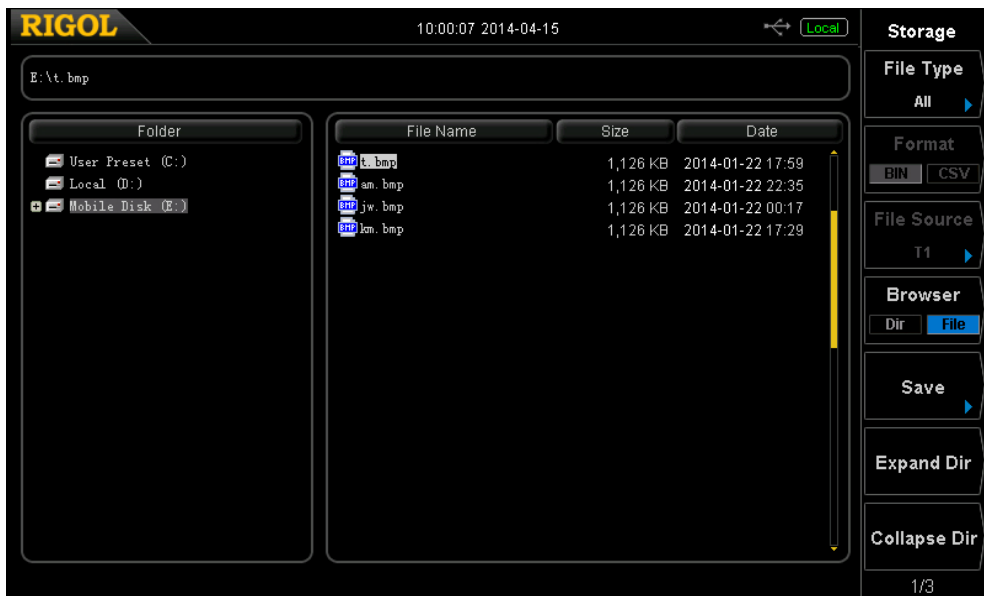 RIGOL
10:00:07 2014-04-15
Local
E:\t.bmp
Folder
User Preset (C:)
Local (D:)
Mobile Disk (E:)
File Name Size Date
BMP t.bmp 1,126 KB 2014-01-22 17:59
BMP am.bmp 1,126 KB 2014-01-22 22:35
BMP jw.bmp 1,126 KB 2014-01-22 00:17
BMP km.bmp 1,126 KB 2014-01-22 17:29
Storage
File Type
All
Format
BIN CSV
File Source
T1
Browser
Dir File
Save
Expand Dir
Collapse Dir
1/3